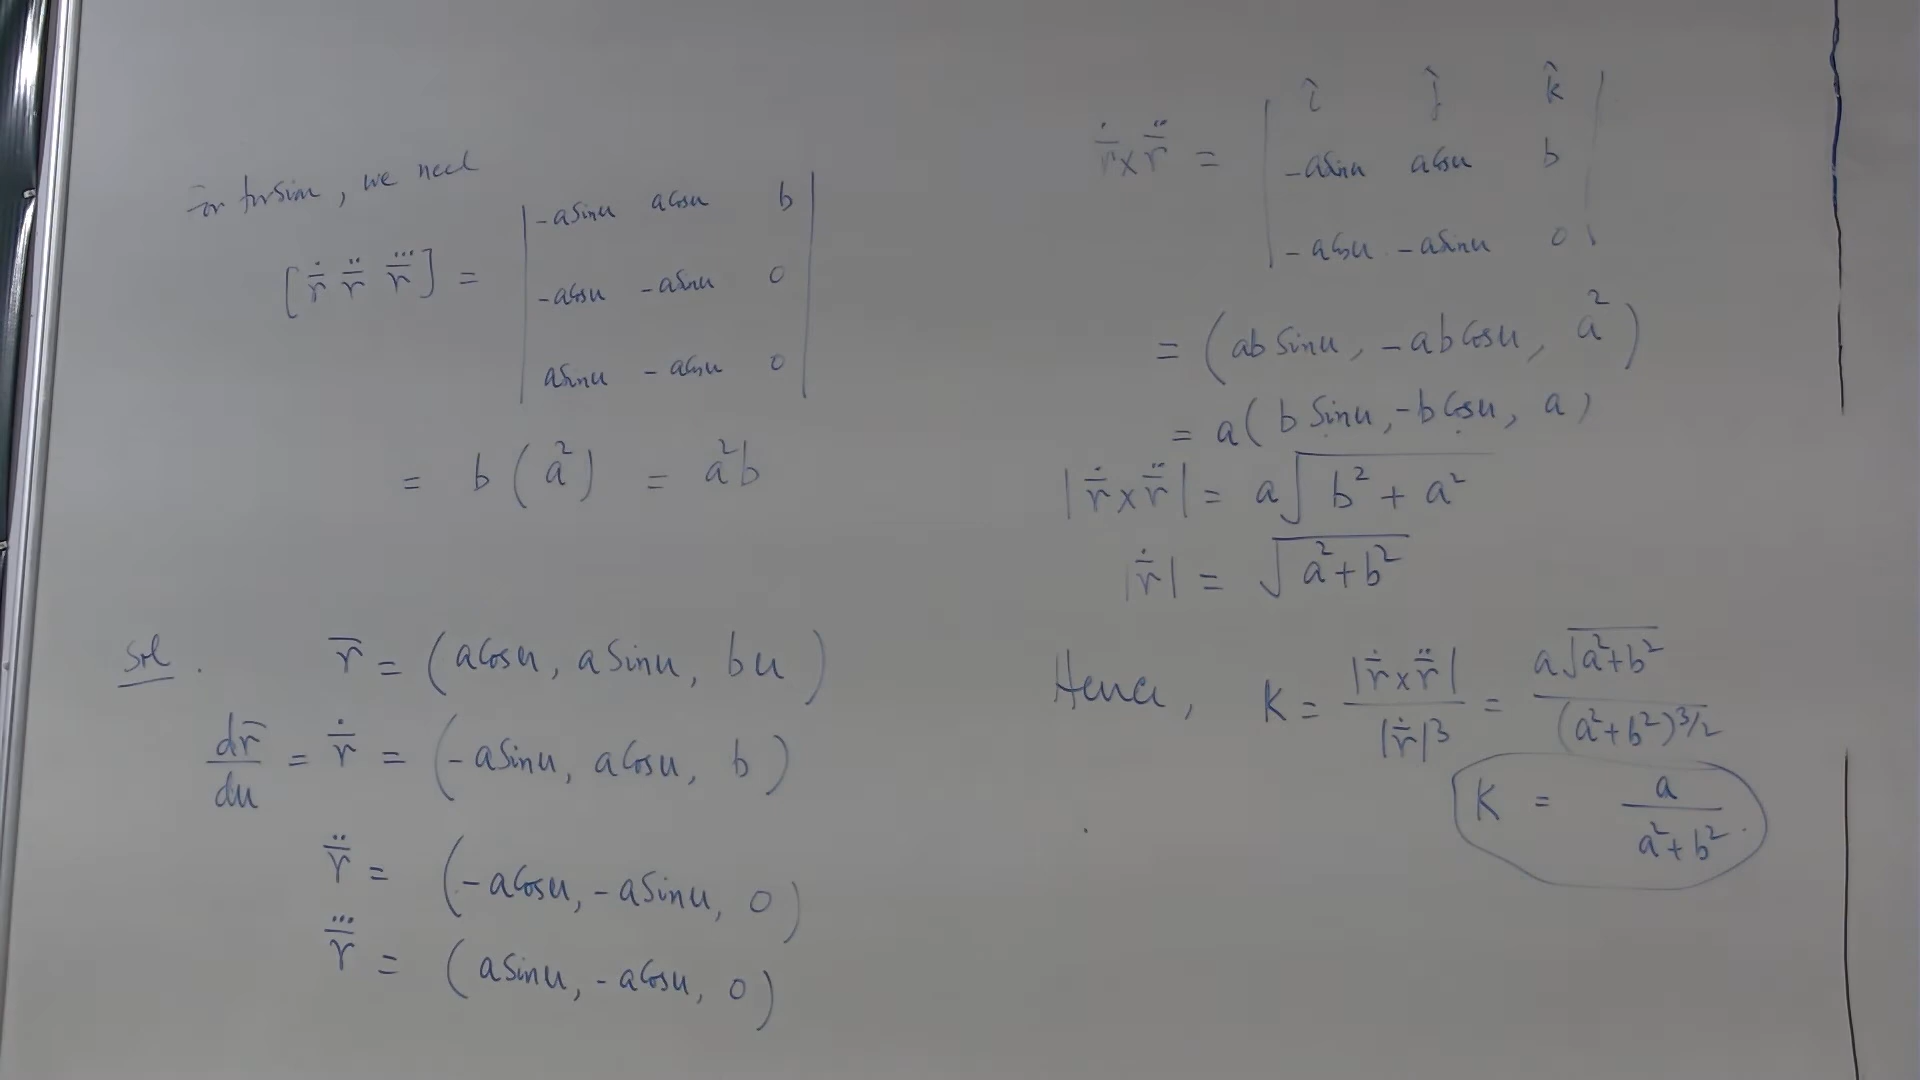 For torsion, we need
[ṙ̅ r̈̅ r⃛̅] = | -a sin u a cos u b |
| -a cos u -a sin u 0 |
| a sin u - a cos u 0 |
= b (a²) = a²b
Sol. r̅ = (a cos u, a sin u, bu)
dr̅/du = ṙ̅ = (-a sin u, a cos u, b)
r̈̅ = (-a cos u, -a sin u, 0)
r⃛̅ = (a sin u, -a cos u, 0)
ṙ̅ x r̈̅ = | î ĵ k̂ |
| -a sin u a cos u b |
| -a cos u -a sin u 0 |
= (ab sin u, -ab cos u, a²)
= a(b sin u, -b cos u, a)
|ṙ̅ x r̈̅| = a√(b² + a²)
|ṙ̅| = √(a²+b²)
Hence, K = |ṙ̅ x r̈̅| / |ṙ̅|³ = a√(a²+b²) / (a²+b²)^3/2
K = a / (a²+b²).